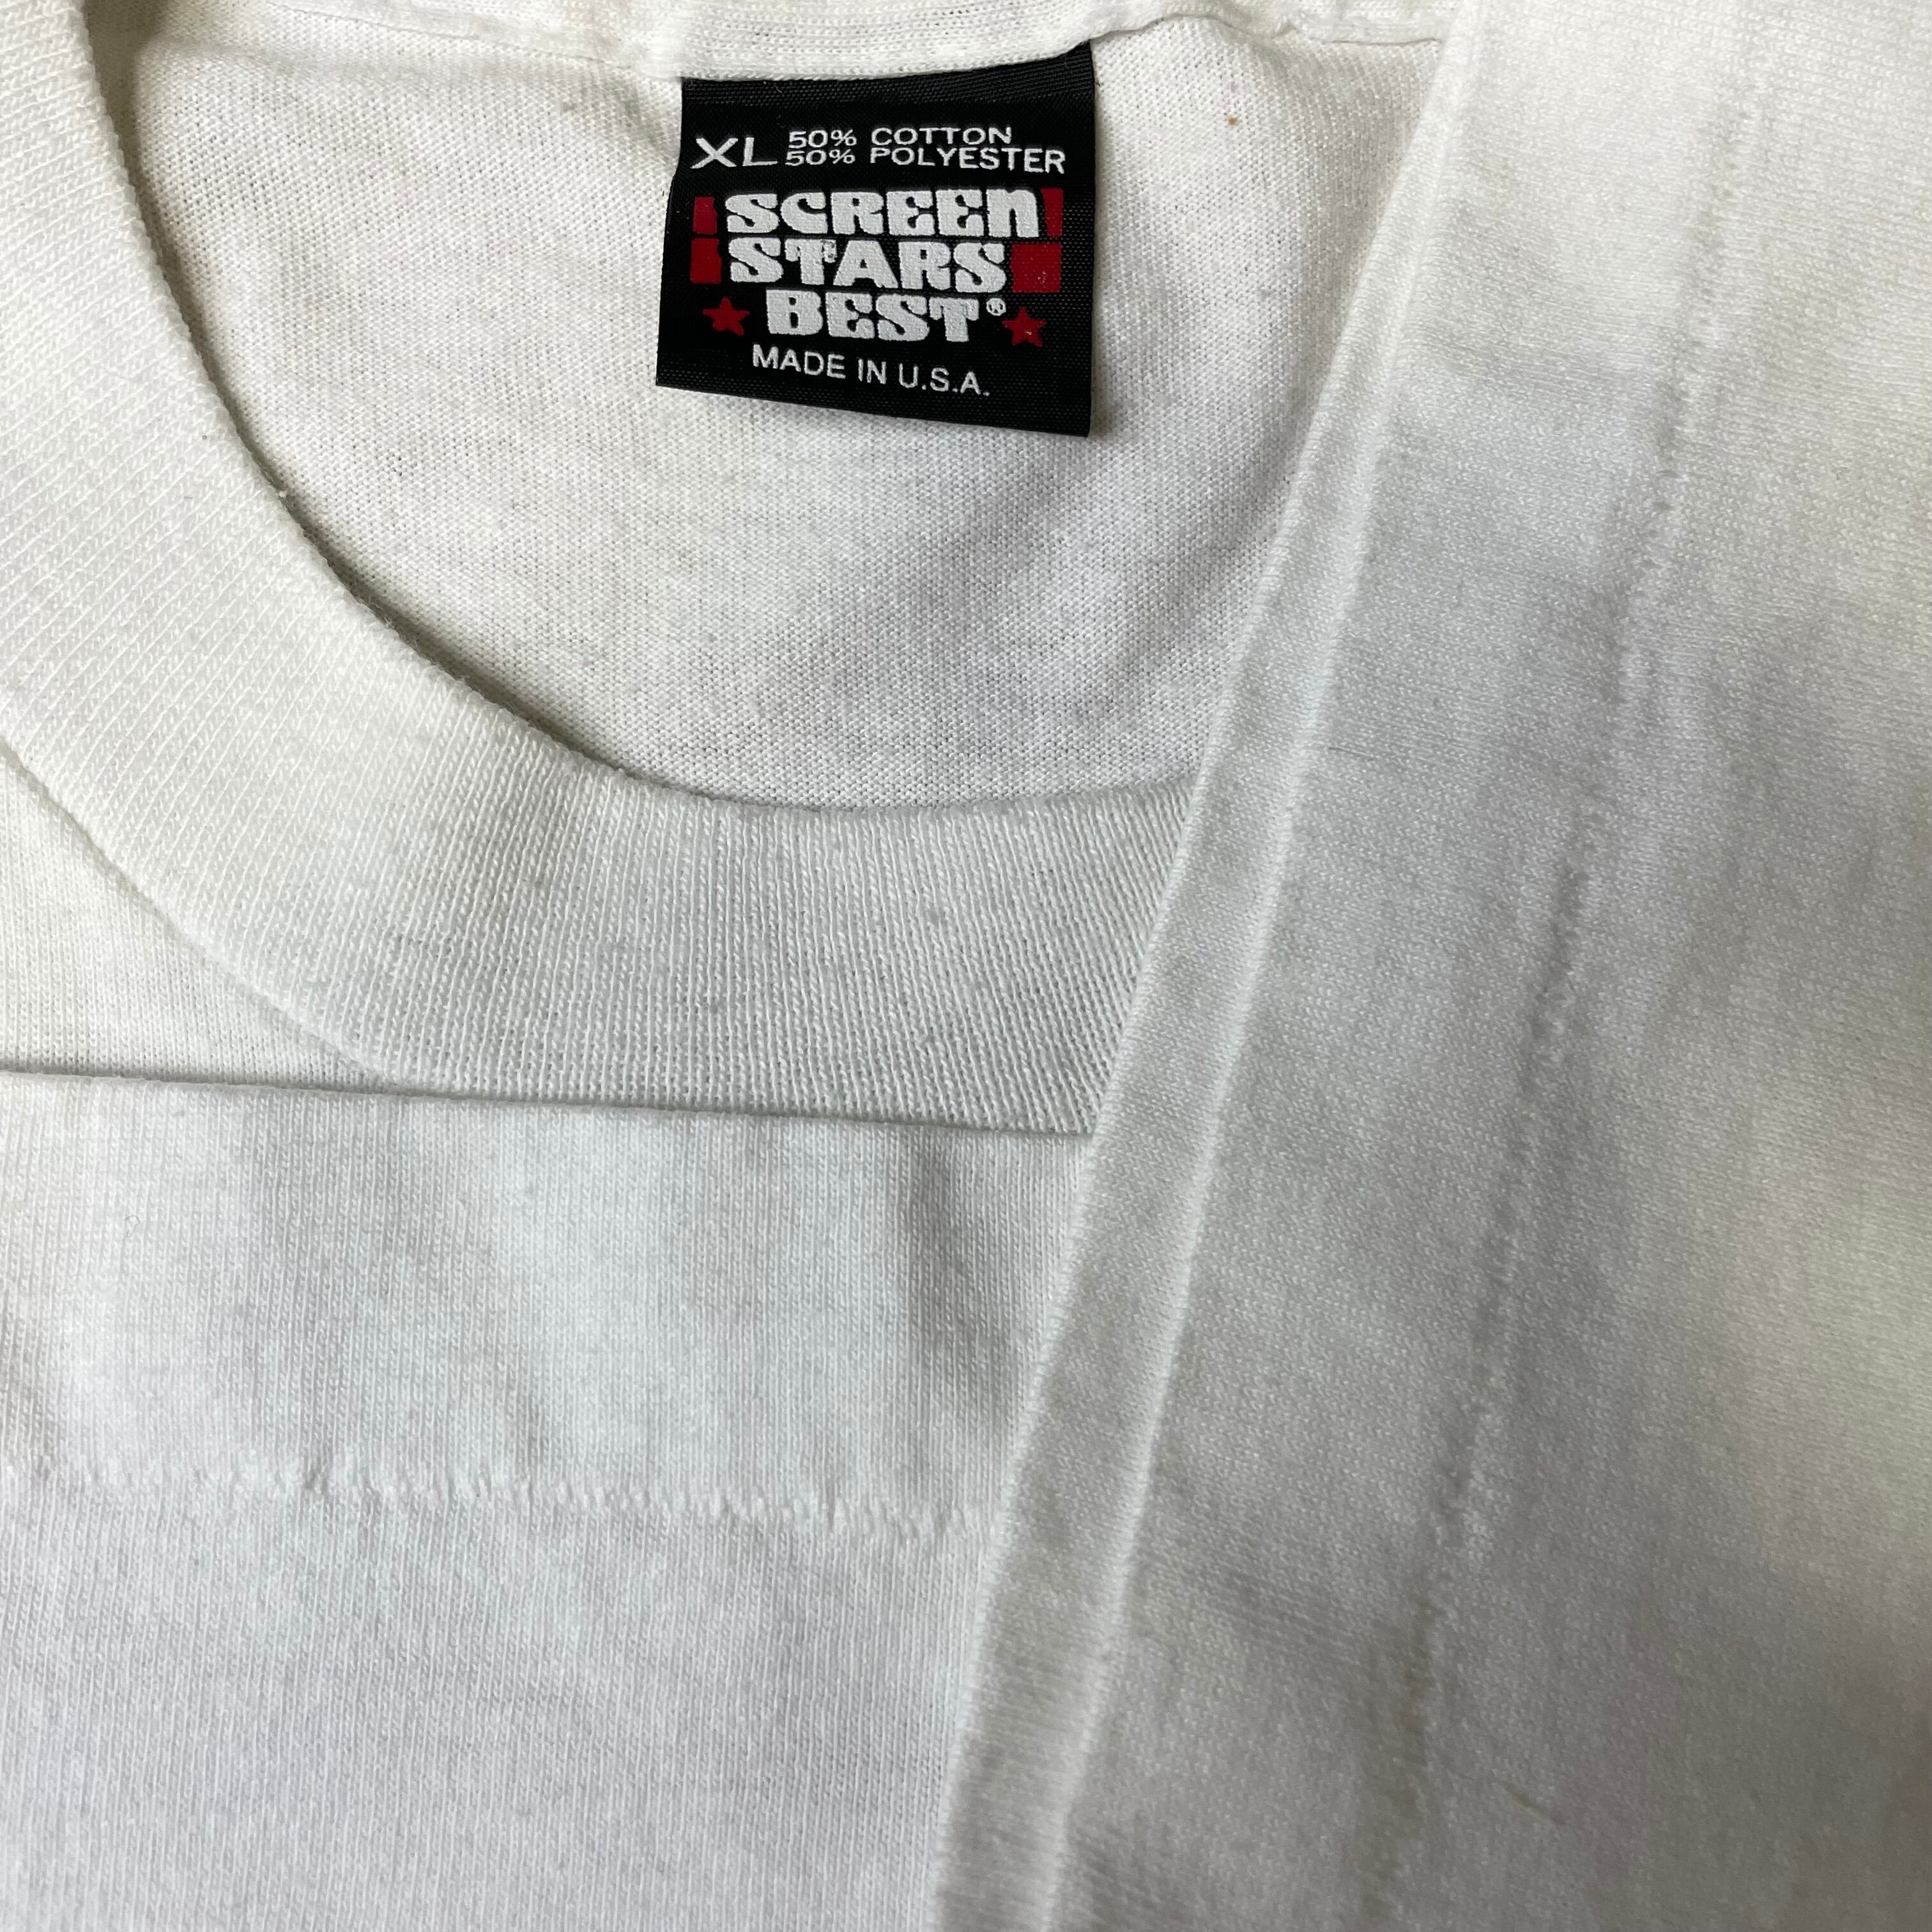 XL 50% COTTON
50% POLYESTER
SCREEN
STARS
BEST®
MADE IN U.S.A.